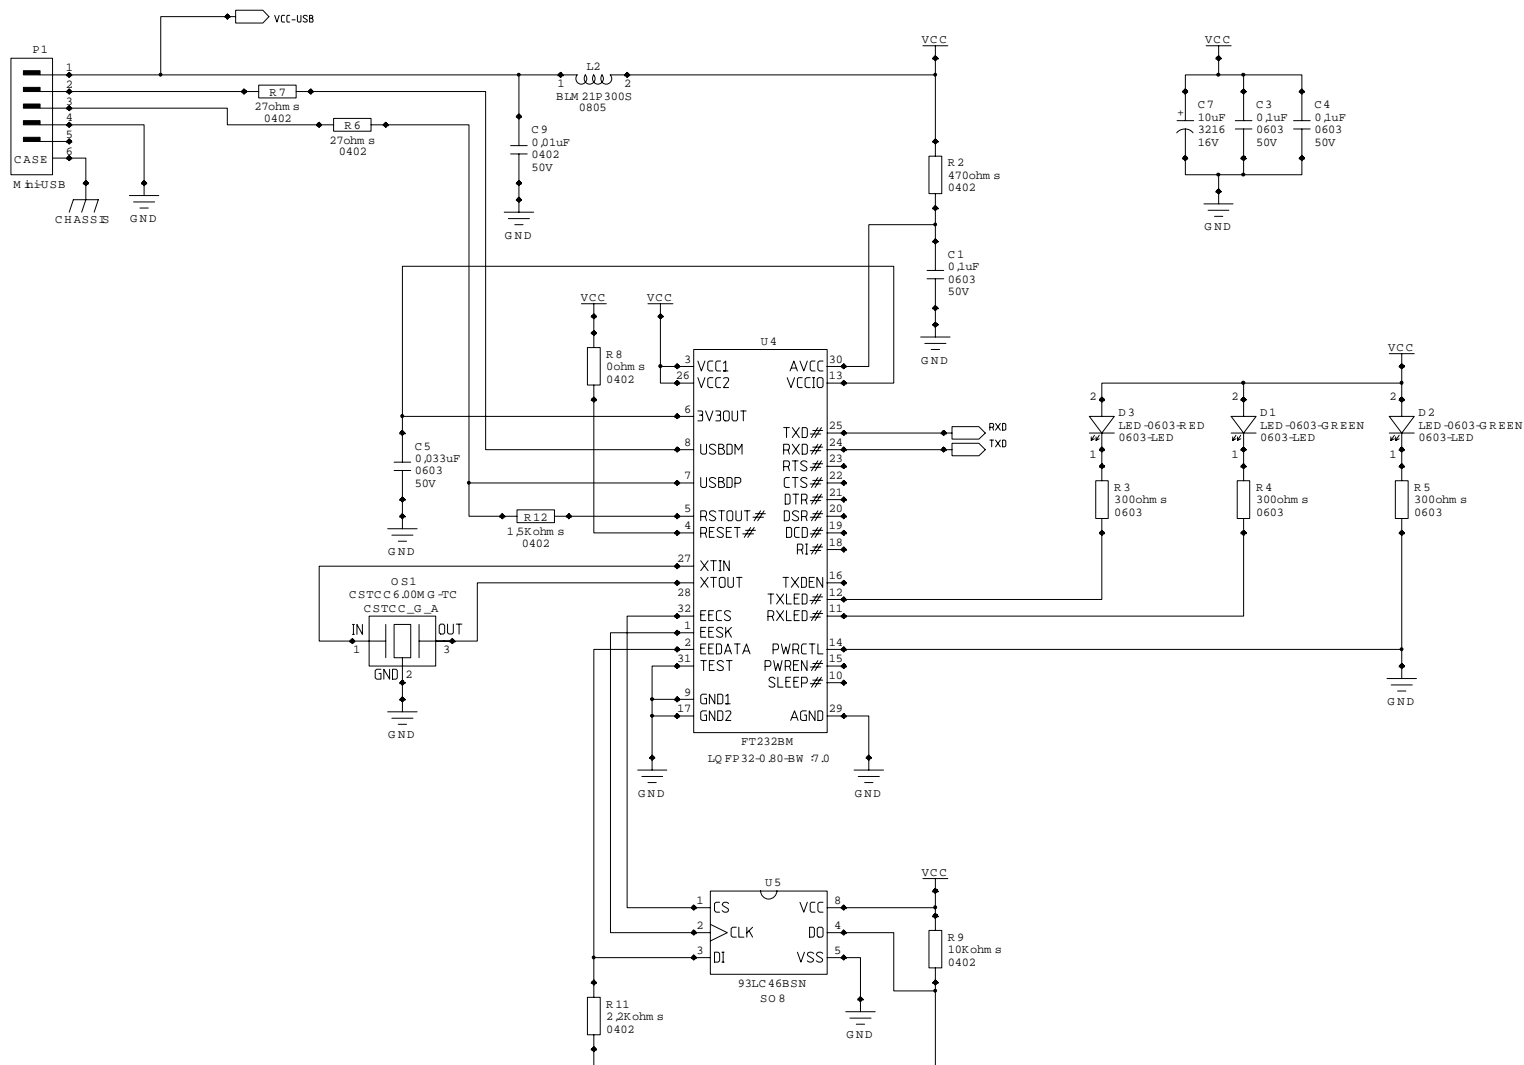 VCC-USB
P1
1
2
3
4
5
6
CASE
Mini-USB
CHASSIS
GND
R7
27ohms
0402
R6
27ohms
0402
L2
1
2
BLM21P300S
0805
C9
0,01uF
0402
50V
GND
VCC
R2
470ohms
0402
C1
0,1uF
0603
50V
GND
VCC
C7
10uF
3216
16V
C3
0,1uF
0603
50V
C4
0,1uF
0603
50V
GND
VCC
VCC
R8
0ohms
0402
C5
0,033uF
0603
50V
GND
R12
1,5Kohms
0402
OS1
CSTCC6.00MG-TC
CSTCC_G_A
IN
OUT
1
3
GND
2
GND
U4
3 VCC1
26 VCC2
6 3V3OUT
8 USBDM
7 USBDP
5 RSTOUT#
4 RESET#
27 XTIN
XTOUT
28
32 EECS
1 EESK
2 EEDATA
31 TEST
9 GND1
17 GND2
AVCC 30
VCCIO 13
TXD# 25
RXD# 24
RTS# 23
CTS# 22
DTR# 21
DSR# 20
DCD# 19
RI# 18
TXDEN 16
TXLED# 12
RXLED# 11
PWRCTL 14
PWREN# 15
SLEEP# 10
AGND 29
FT232BM
LQFP32-0.80-BW:7.0
GND
GND
RXD
TXD
VCC
2
D3
LED-0603-RED
0603-LED
1
R3
300ohms
0603
2
D1
LED-0603-GREEN
0603-LED
1
R4
300ohms
0603
2
D2
LED-0603-GREEN
0603-LED
1
R5
300ohms
0603
GND
U5
1 CS
2 CLK
3 DI
VCC 8
DO 4
VSS 5
93LC46BSN
SO8
GND
VCC
R9
10Kohms
0402
R11
2,2Kohms
0402